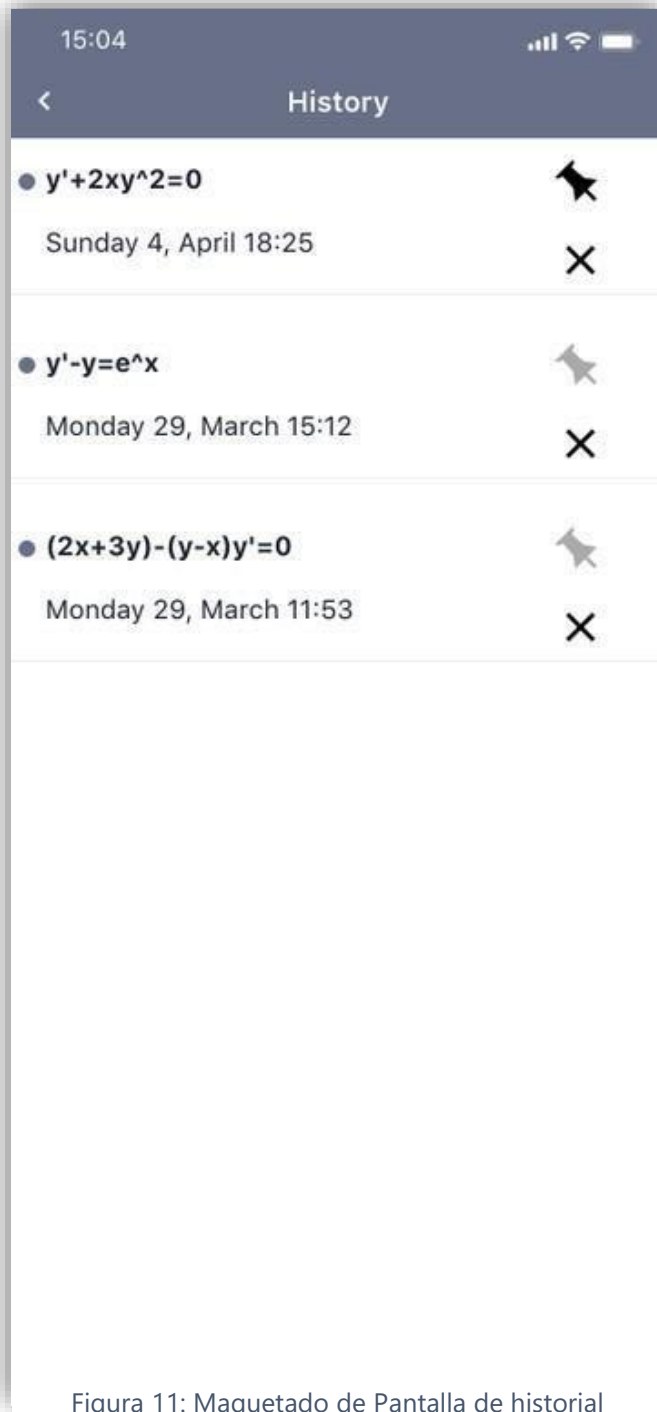 15:04
History
y'+2xy^2=0
Sunday 4, April 18:25
y'-y=e^x
Monday 29, March 15:12
(2x+3y)-(y-x)y'=0
Monday 29, March 11:53
Figura 11: Maquetado de Pantalla de historial